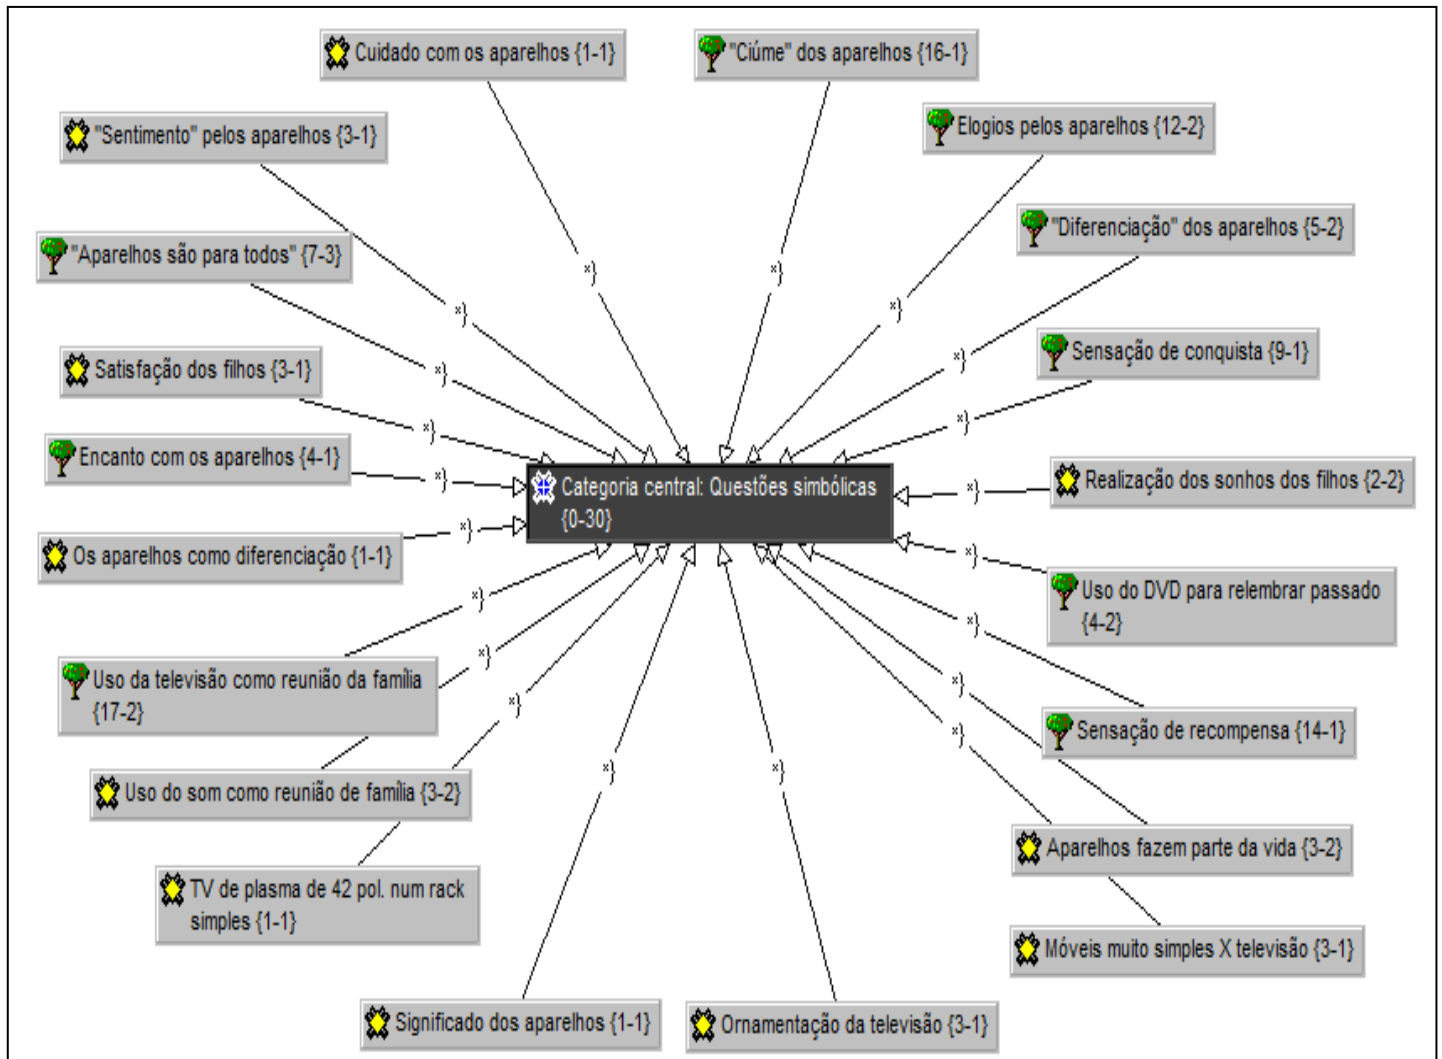 Cuidado com os aparelhos {1-1}
"Ciúme" dos aparelhos {16-1}
"Sentimento" pelos aparelhos {3-1}
Elogios pelos aparelhos {12-2}
"Aparelhos são para todos" {7-3}
"Diferenciação" dos aparelhos {5-2}
Satisfação dos filhos {3-1}
Sensação de conquista {9-1}
Encanto com os aparelhos {4-1}
Categoria central: Questões simbólicas
{0-30}
Realização dos sonhos dos filhos {2-2}
Os aparelhos como diferenciação {1-1}
Uso do DVD para relembrar passado
{4-2}
Uso da televisão como reunião da família
{17-2}
Sensação de recompensa {14-1}
Uso do som como reunião de família {3-2}
Aparelhos fazem parte da vida {3-2}
TV de plasma de 42 pol. num rack
simples {1-1}
Móveis muito simples X televisão {3-1}
Significado dos aparelhos {1-1}
Ornamentação da televisão {3-1}